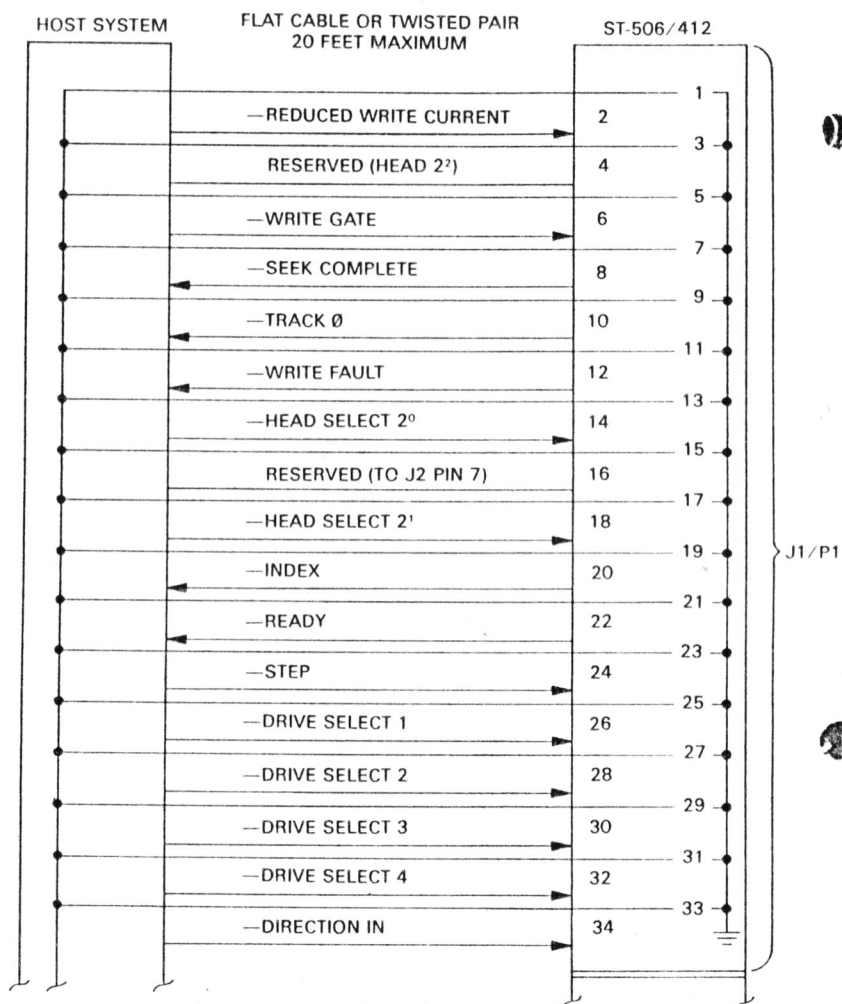 HOST SYSTEM
FLAT CABLE OR TWISTED PAIR
20 FEET MAXIMUM
ST-506/412
1
—REDUCED WRITE CURRENT 2
3
RESERVED (HEAD 2²) 4
5
—WRITE GATE 6
7
—SEEK COMPLETE 8
9
—TRACK Ø 10
11
—WRITE FAULT 12
13
—HEAD SELECT 2⁰ 14
15
RESERVED (TO J2 PIN 7) 16
17
—HEAD SELECT 2¹ 18
19
J1/P1
—INDEX 20
21
—READY 22
23
—STEP 24
25
—DRIVE SELECT 1 26
27
—DRIVE SELECT 2 28
29
—DRIVE SELECT 3 30
31
—DRIVE SELECT 4 32
33
—DIRECTION IN 34